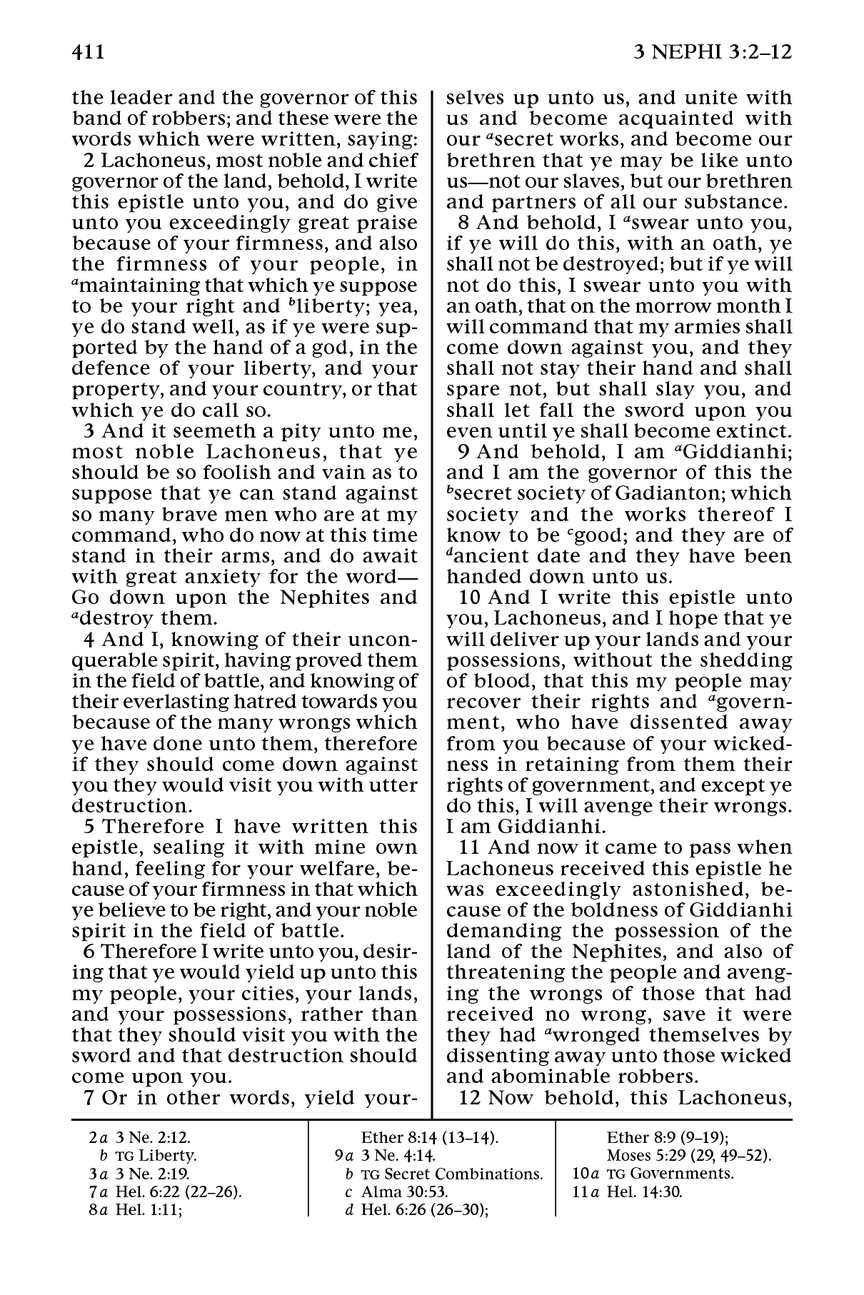 411
3 NEPHI 3:2–12
the leader and the governor of this
band of robbers; and these were the
words which were written, saying:
2 Lachoneus, most noble and chief
governor of the land, behold, I write
this epistle unto you, and do give
unto you exceedingly great praise
because of your firmness, and also
the firmness of your people, in
amaintaining that which ye suppose
to be your right and bliberty; yea,
ye do stand well, as if ye were sup-
ported by the hand of a god, in the
defence of your liberty, and your
property, and your country, or that
which ye do call so.
3 And it seemeth a pity unto me,
most noble Lachoneus, that ye
should be so foolish and vain as to
suppose that ye can stand against
so many brave men who are at my
command, who do now at this time
stand in their arms, and do await
with great anxiety for the word—
Go down upon the Nephites and
adestroy them.
4 And I, knowing of their uncon-
querable spirit, having proved them
in the field of battle, and knowing of
their everlasting hatred towards you
because of the many wrongs which
ye have done unto them, therefore
if they should come down against
you they would visit you with utter
destruction.
5 Therefore I have written this
epistle, sealing it with mine own
hand, feeling for your welfare, be-
cause of your firmness in that which
ye believe to be right, and your noble
spirit in the field of battle.
6 Therefore I write unto you, desir-
ing that ye would yield up unto this
my people, your cities, your lands,
and your possessions, rather than
that they should visit you with the
sword and that destruction should
come upon you.
7 Or in other words, yield your-
selves up unto us, and unite with
us and become acquainted with
our asecret works, and become our
brethren that ye may be like unto
us—not our slaves, but our brethren
and partners of all our substance.
8 And behold, I aswear unto you,
if ye will do this, with an oath, ye
shall not be destroyed; but if ye will
not do this, I swear unto you with
an oath, that on the morrow month I
will command that my armies shall
come down against you, and they
shall not stay their hand and shall
spare not, but shall slay you, and
shall let fall the sword upon you
even until ye shall become extinct.
9 And behold, I am aGiddianhi;
and I am the governor of this the
bsecret society of Gadianton; which
society and the works thereof I
know to be cgood; and they are of
dancient date and they have been
handed down unto us.
10 And I write this epistle unto
you, Lachoneus, and I hope that ye
will deliver up your lands and your
possessions, without the shedding
of blood, that this my people may
recover their rights and agovern-
ment, who have dissented away
from you because of your wicked-
ness in retaining from them their
rights of government, and except ye
do this, I will avenge their wrongs.
I am Giddianhi.
11 And now it came to pass when
Lachoneus received this epistle he
was exceedingly astonished, be-
cause of the boldness of Giddianhi
demanding the possession of the
land of the Nephites, and also of
threatening the people and aveng-
ing the wrongs of those that had
received no wrong, save it were
they had awronged themselves by
dissenting away unto those wicked
and abominable robbers.
12 Now behold, this Lachoneus,
2a 3 Ne. 2:12.
b TG Liberty.
3a 3 Ne. 2:19.
7a Hel. 6:22 (22–26).
8a Hel. 1:11;
Ether 8:14 (13–14).
9a 3 Ne. 4:14.
b TG Secret Combinations.
c Alma 30:53.
d Hel. 6:26 (26–30);
Ether 8:9 (9–19);
Moses 5:29 (29, 49–52).
10a TG Governments.
11a Hel. 14:30.